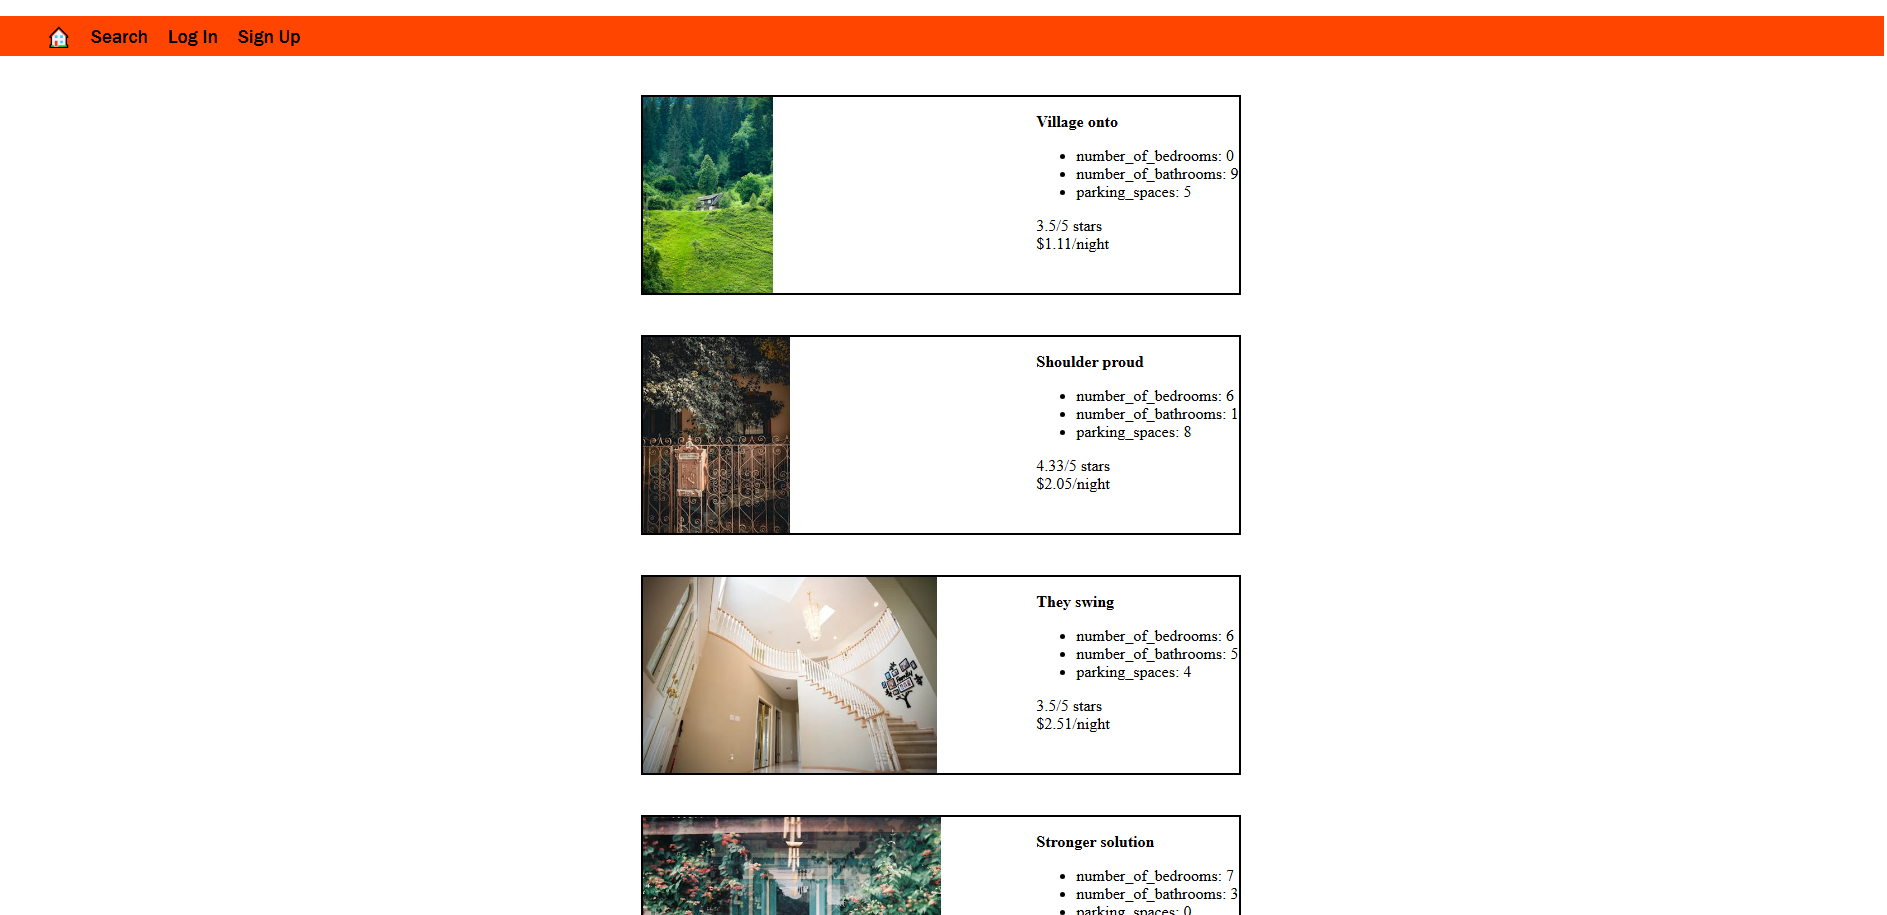 Search Log In Sign Up
Village onto
number_of_bedrooms: 0
number_of_bathrooms: 9
parking_spaces: 5
3.5/5 stars
$1.11/night
Shoulder proud
number_of_bedrooms: 6
number_of_bathrooms: 1
parking_spaces: 8
4.33/5 stars
$2.05/night
They swing
number_of_bedrooms: 6
number_of_bathrooms: 5
parking_spaces: 4
3.5/5 stars
$2.51/night
Stronger solution
number_of_bedrooms: 7
number_of_bathrooms: 3
parking_spaces: 0